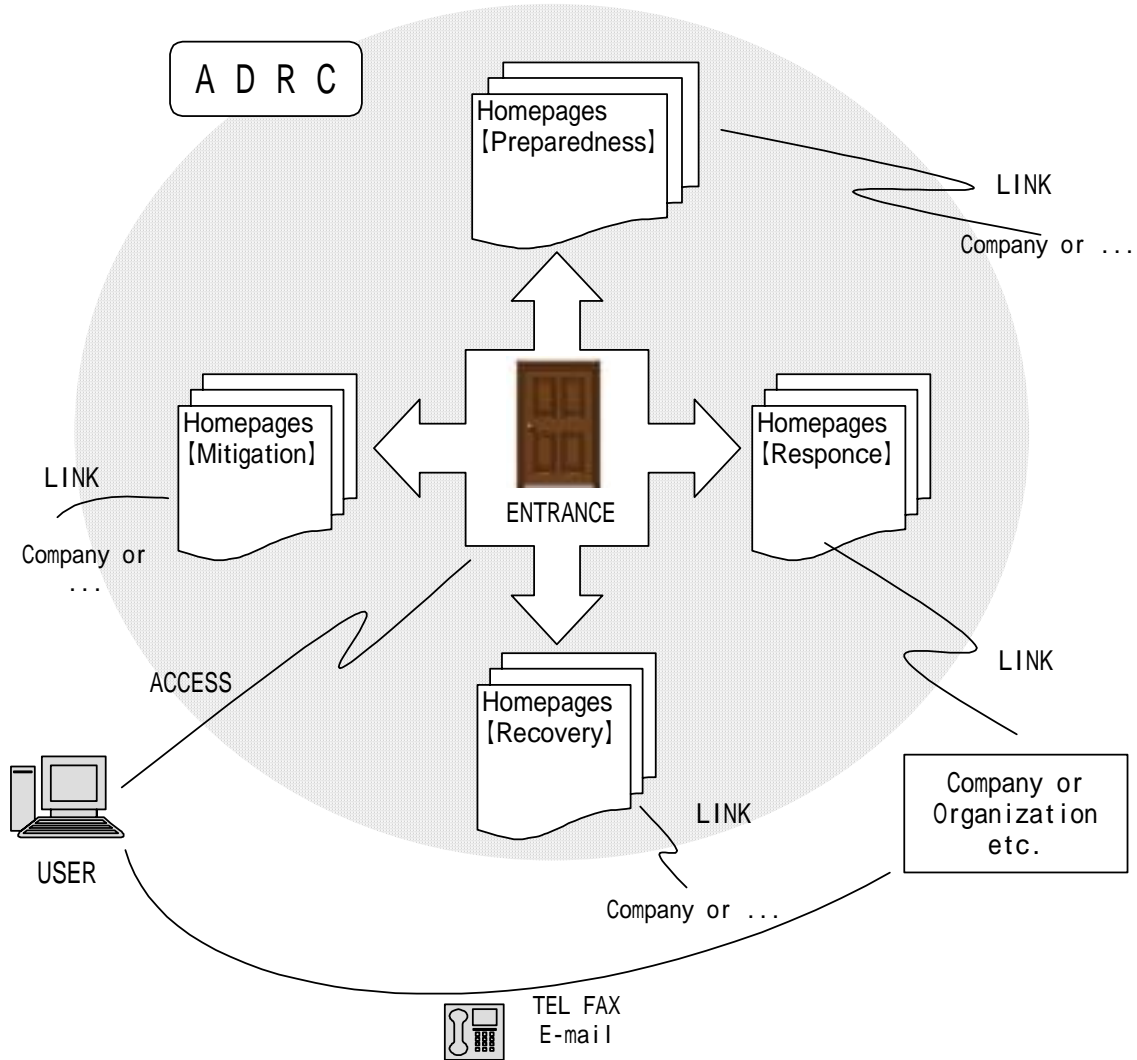 A D R C
Homepages
【Preparedness】
LINK
Company or ...
Homepages
【Mitigation】
LINK
Company or
...
ENTRANCE
Homepages
【Responce】
LINK
Company or
Organization
etc.
ACCESS
USER
Homepages
【Recovery】
LINK
Company or ...
TEL FAX
E-mail